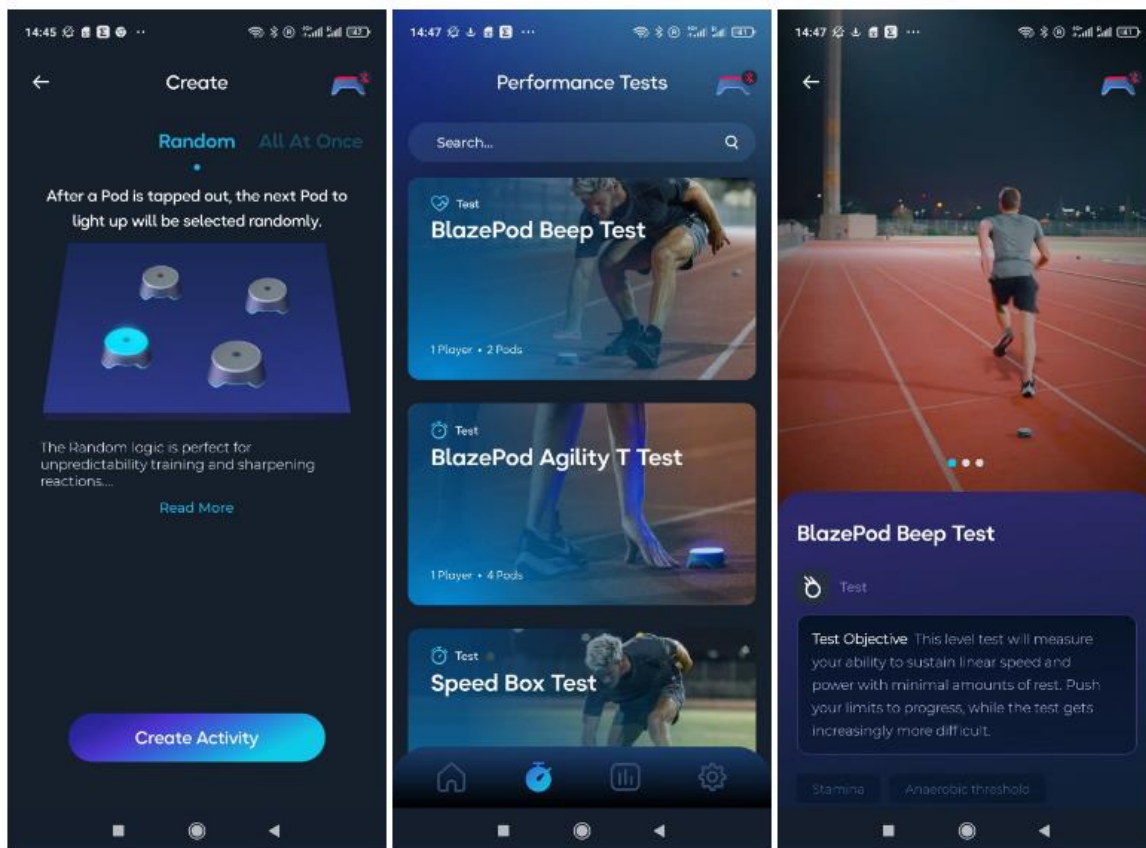 14:45
42
Create
Random All At Once
After a Pod is tapped out, the next Pod to
light up will be selected randomly.
The Random logic is perfect for
unpredictability training and sharpening
reactions....
Read More
Create Activity
14:47
41
Performance Tests
Search...
Test
BlazePod Beep Test
1 Player • 2 Pods
Test
BlazePod Agility T Test
1 Player • 4 Pods
Test
Speed Box Test
14:47
41
BlazePod Beep Test
Test
Test Objective This level test will measure
your ability to sustain linear speed and
power with minimal amounts of rest. Push
your limits to progress, while the test gets
increasingly more difficult.
Stamina Anaerobic threshold